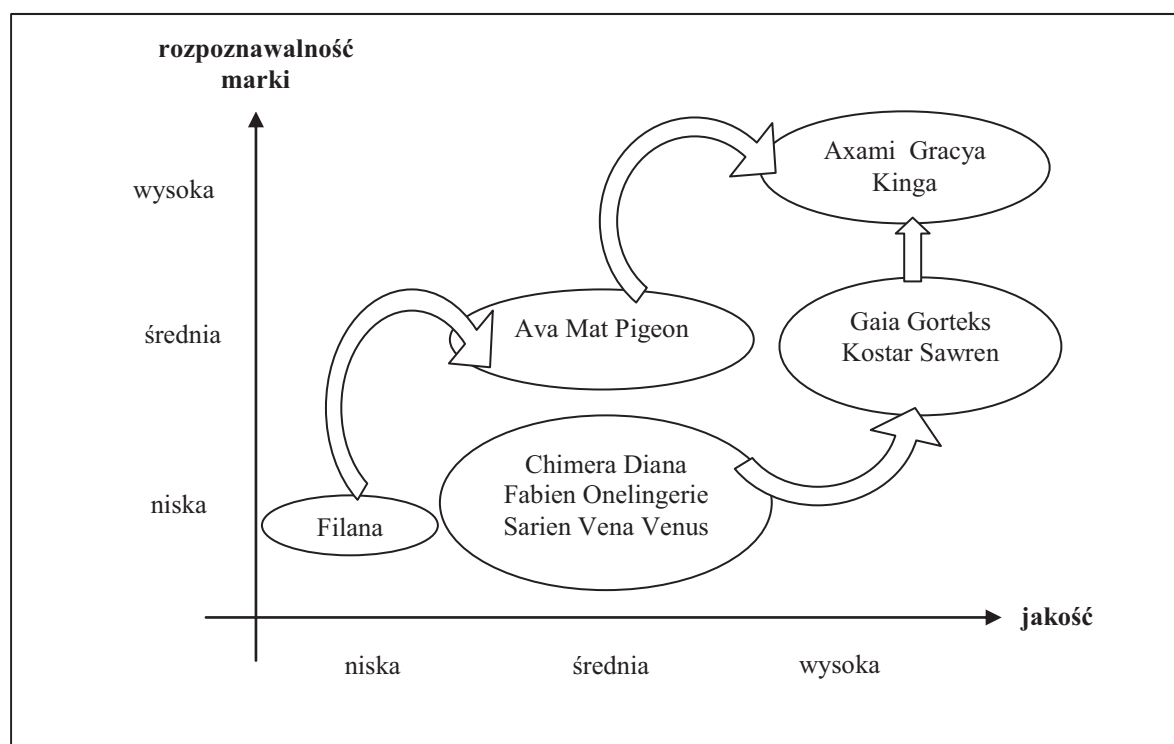 rozpoznawalność
marki
wysoka
Axami Gracya
Kinga
średnia
Ava Mat Pigeon
Gaia Gorteks
Kostar Sawren
niska
Filana
Chimera Diana
Fabien Onelingerie
Sarien Vena Venus
jakość
niska
średnia
wysoka